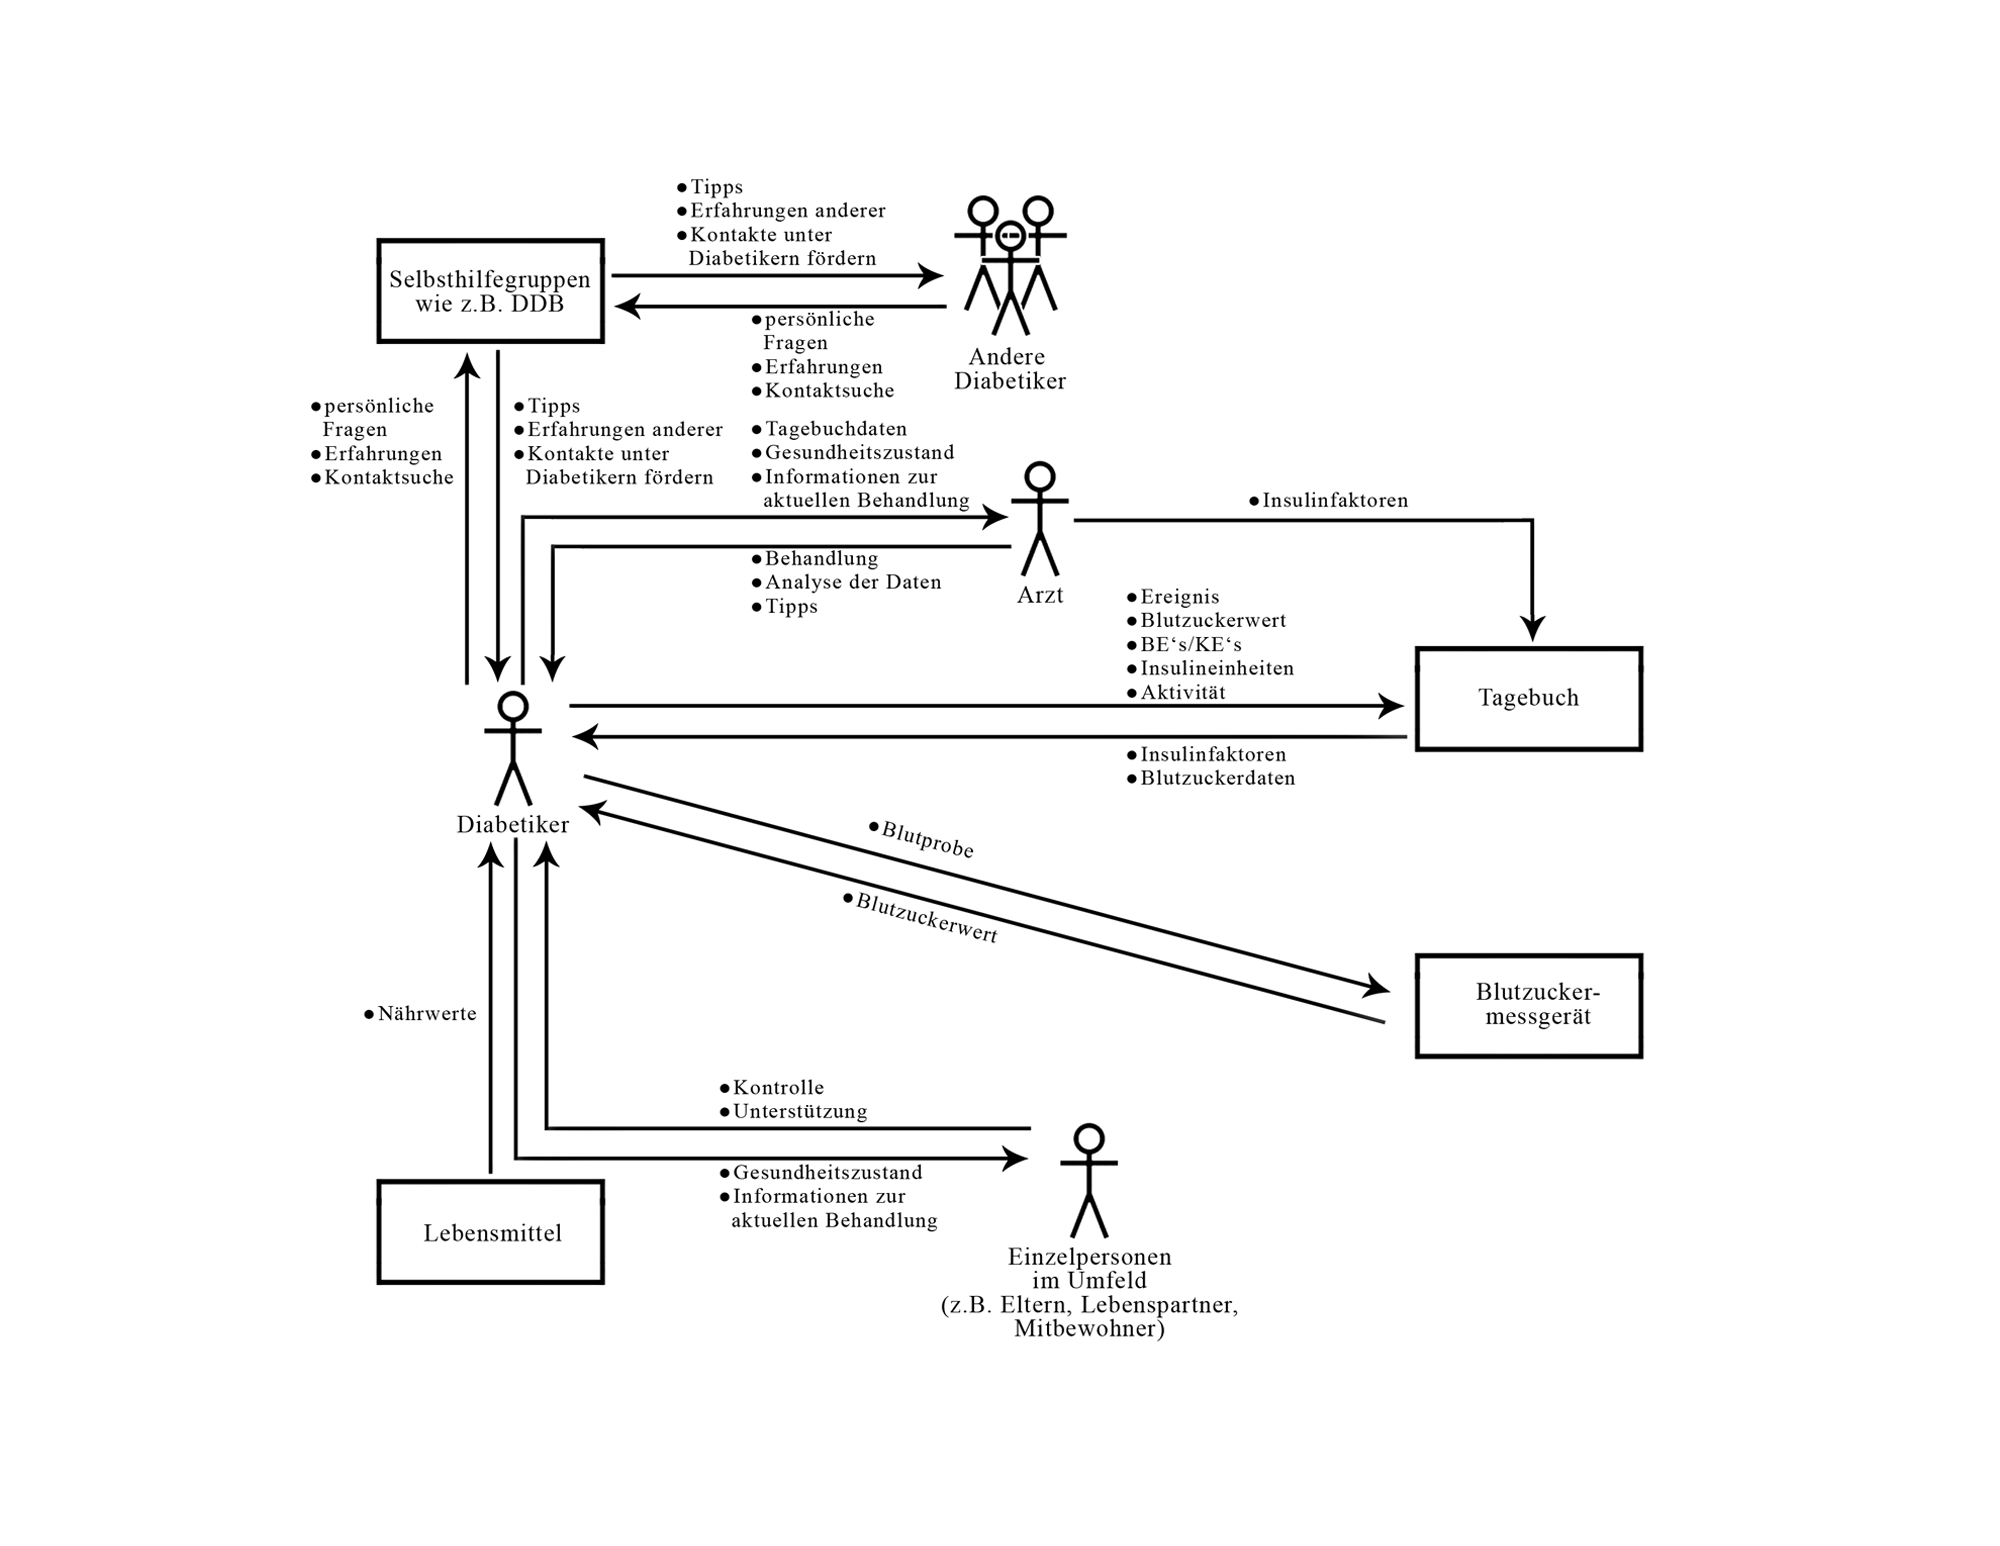 ● Tipps
● Erfahrungen anderer
● Kontakte unter
Diabetikern fördern
Selbsthilfegruppen
wie z.B. DDB
● persönliche
Fragen
● Erfahrungen
● Kontaktsuche
Andere
Diabetiker
● persönliche
Fragen
● Erfahrungen
● Kontaktsuche
● Tipps
● Erfahrungen anderer
● Kontakte unter
Diabetikern fördern
● Tagebuchdaten
● Gesundheitszustand
● Informationen zur
aktuellen Behandlung
● Behandlung
● Analyse der Daten
● Tipps
Arzt
● Insulinfaktoren
● Ereignis
● Blutzuckerwert
● BE‘s/KE‘s
● Insulineinheiten
● Aktivität
Tagebuch
● Insulinfaktoren
● Blutzuckerdaten
Diabetiker
● Blutprobe
● Blutzuckerwert
Blutzucker-
messgerät
● Nährwerte
● Kontrolle
● Unterstützung
● Gesundheitszustand
● Informationen zur
aktuellen Behandlung
Lebensmittel
Einzelpersonen
im Umfeld
(z.B. Eltern, Lebenspartner,
Mitbewohner)